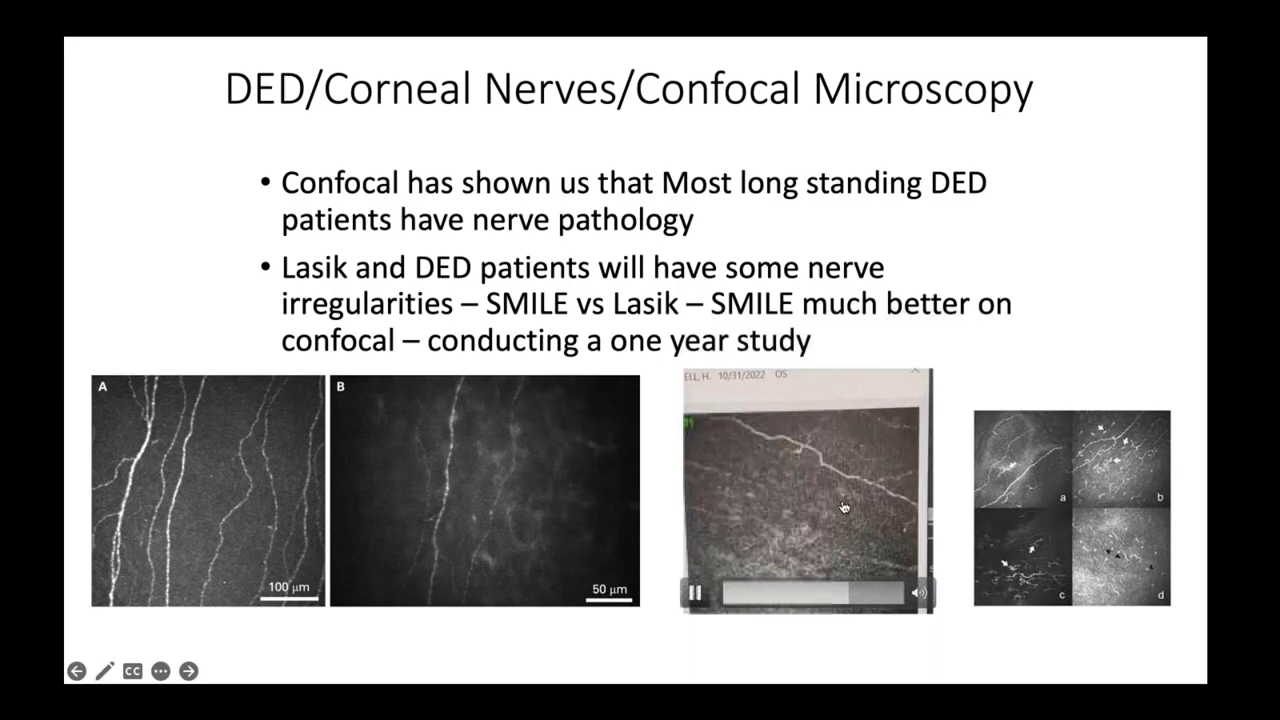 DED/Corneal Nerves/Confocal Microscopy
• Confocal has shown us that Most long standing DED
patients have nerve pathology
• Lasik and DED patients will have some nerve
irregularities – SMILE vs Lasik – SMILE much better on
confocal – conducting a one year study
A
100 μm
B
50 μm
ELL, H. 10/31/2022 OS
a
b
c
d
CC